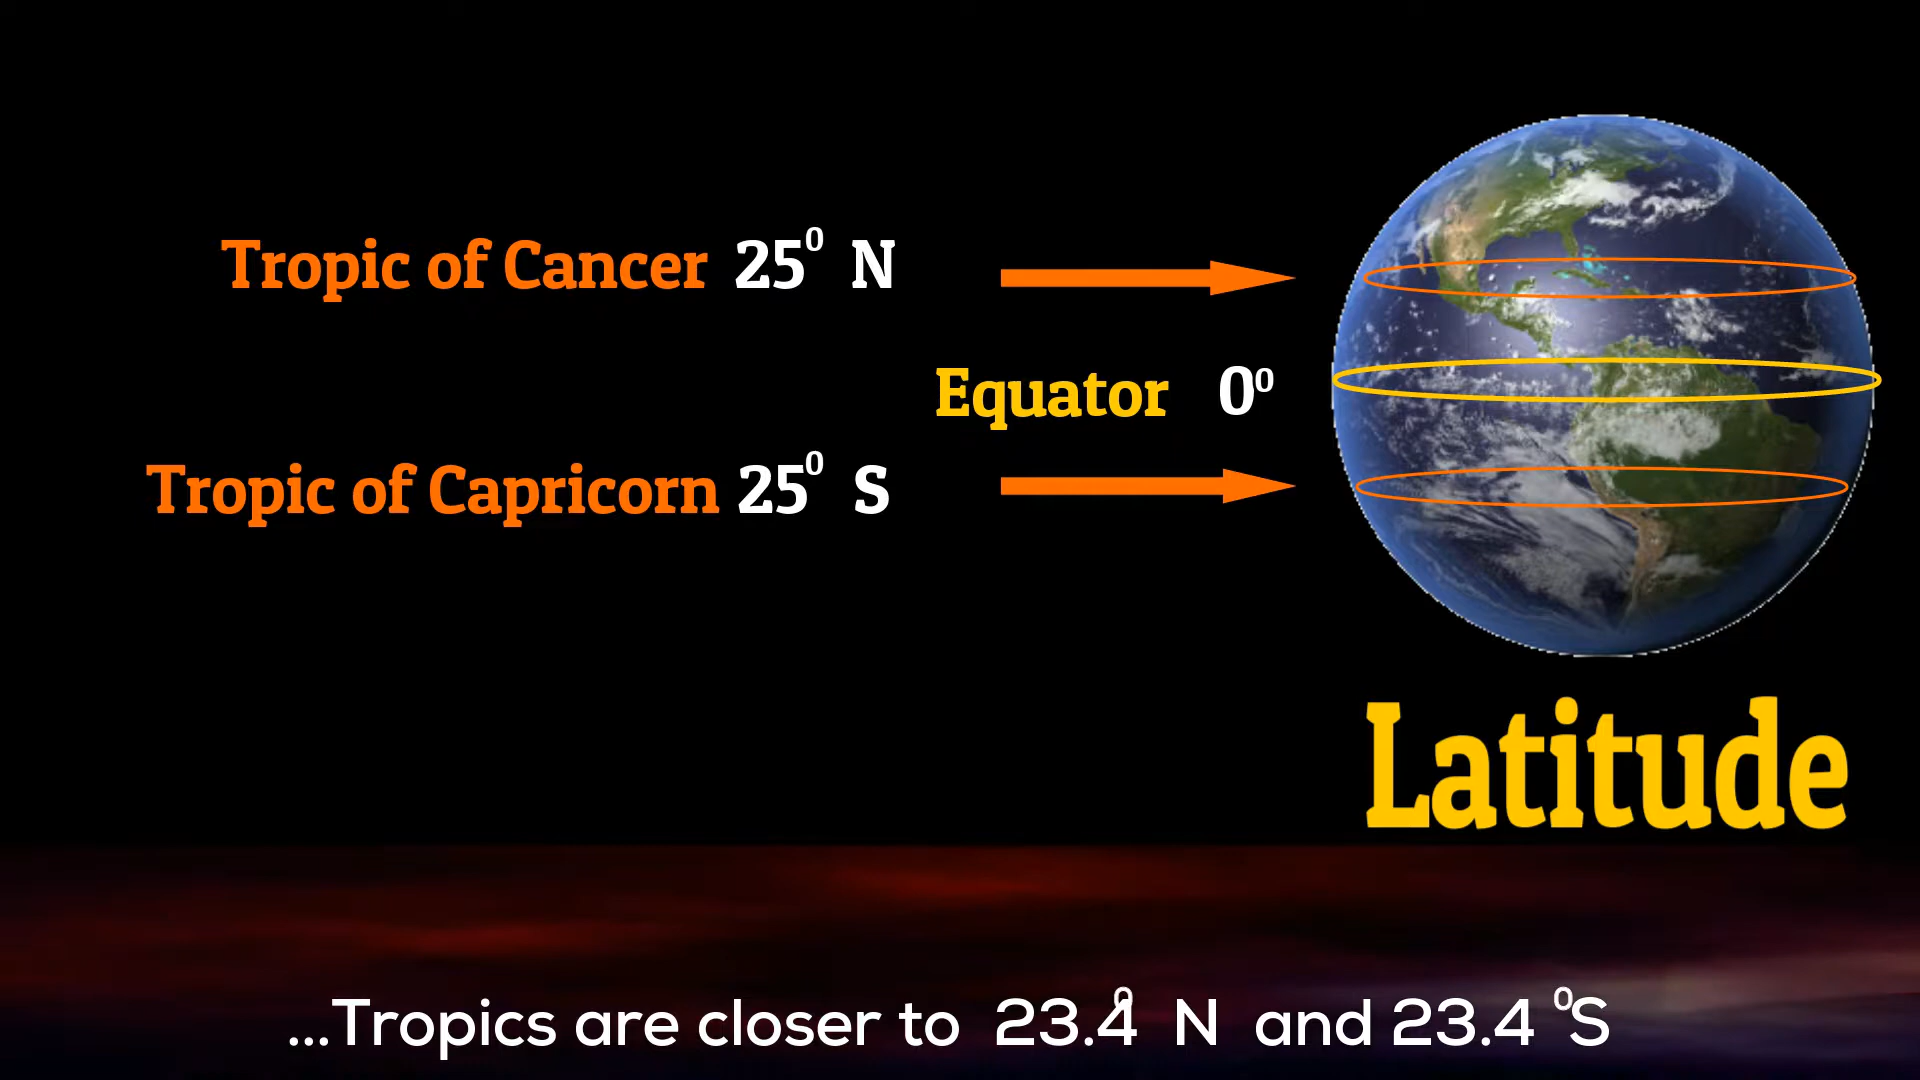 Tropic of Cancer 25⁰ N
Equator 0⁰
Tropic of Capricorn 25⁰ S
Latitude
...Tropics are closer to 23.4⁰ N and 23.4 ⁰S